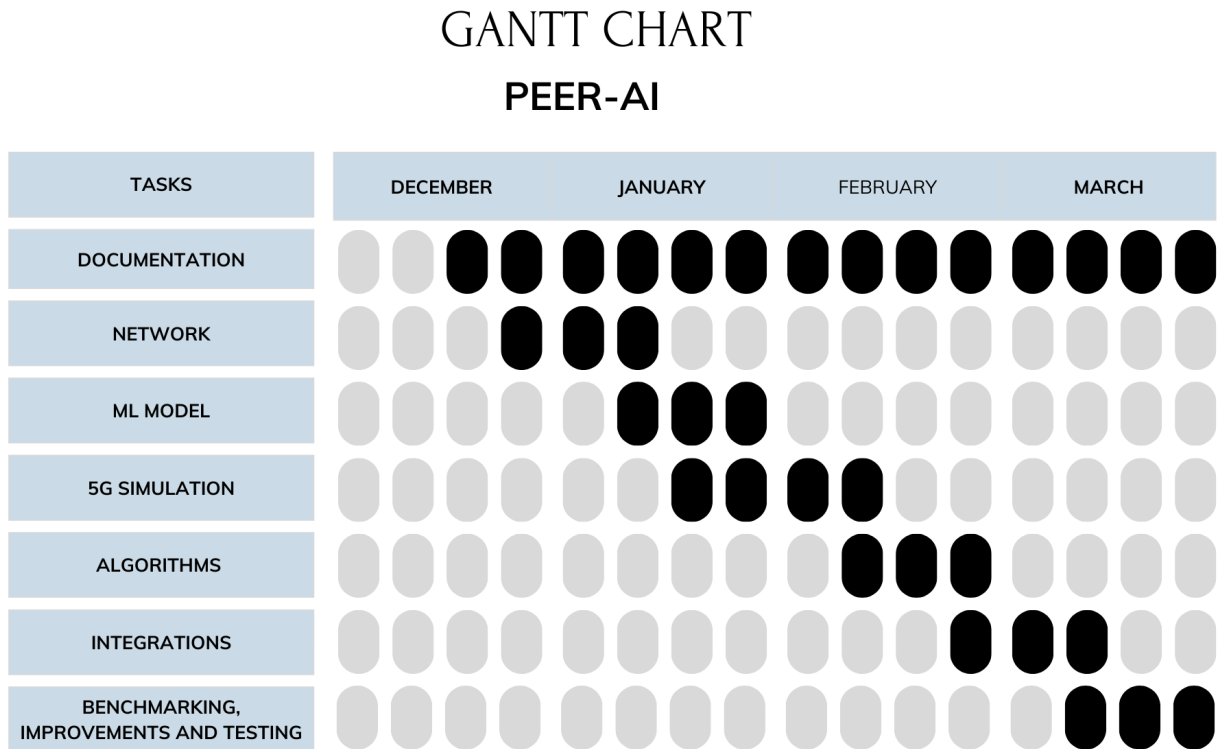 GANTT CHART
PEER-AI
TASKS
DECEMBER
JANUARY
FEBRUARY
MARCH
DOCUMENTATION
NETWORK
ML MODEL
5G SIMULATION
ALGORITHMS
INTEGRATIONS
BENCHMARKING,
IMPROVEMENTS AND TESTING